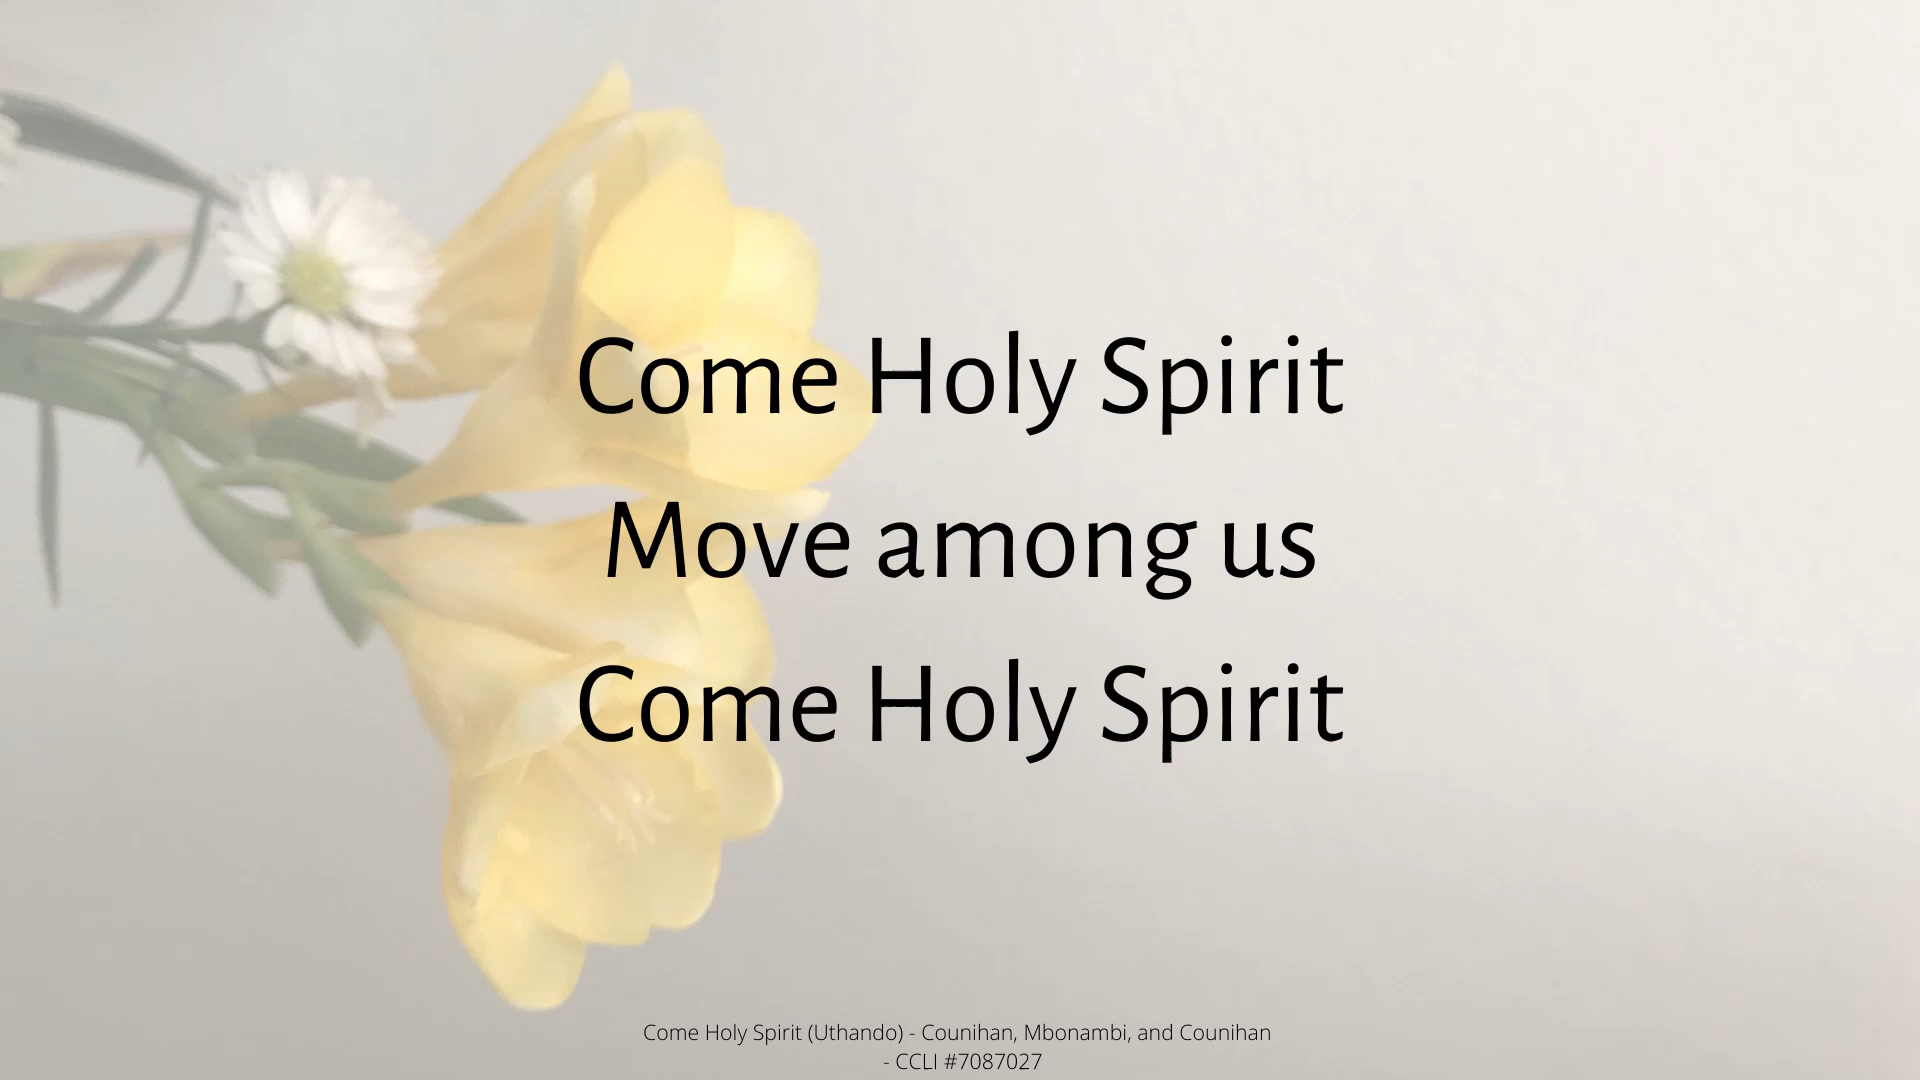 Come Holy Spirit
Move among us
Come Holy Spirit
Come Holy Spirit (Uthando) - Counihan, Mbonambi, and Counihan
- CCLI #7087027